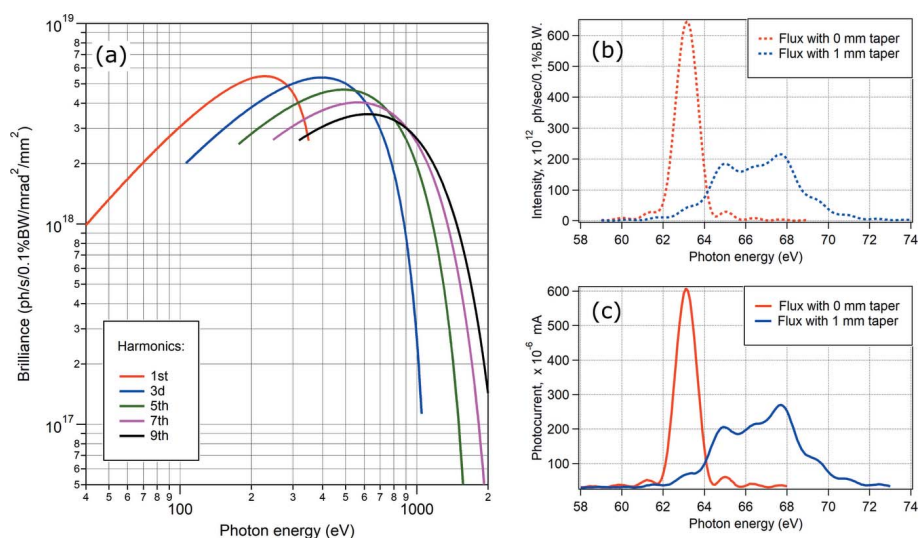 (a)
10^19
9
8
7
6
5
4
3
2
10^18
9
8
7
6
5
4
3
2
10^17
9
8
7
6
5
Brilliance (ph/s/0.1%BW/mrad^2/mm^2)
Harmonics:
1st
3d
5th
7th
9th
4 5 6 7 8 9 100 2 3 4 5 6 7 8 9 1000 2
Photon energy (eV)
(b)
Flux with 0 mm taper
Flux with 1 mm taper
600
500
400
300
200
100
0
Intensity, x 10^12 ph/sec/0.1%B.W.
58 60 62 64 66 68 70 72 74
Photon energy (eV)
(c)
Flux with 0 mm taper
Flux with 1 mm taper
600
500
400
300
200
100
Photocurrent, x 10^-6 mA
58 60 62 64 66 68 70 72 74
Photon energy (eV)